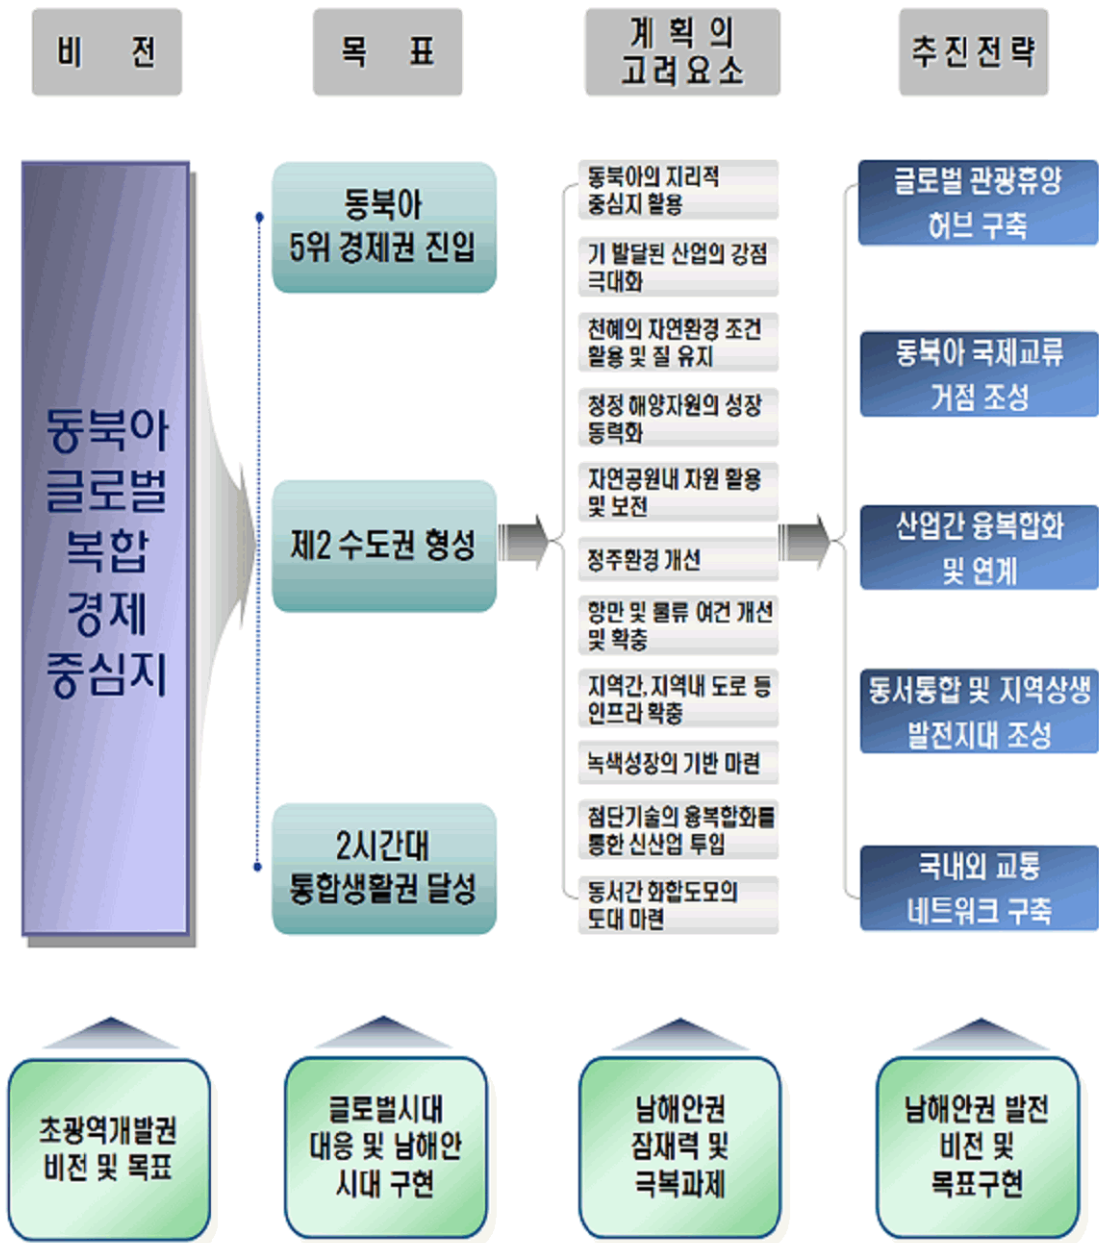 비 전
목 표
계 획 의
고 려 요 소
추 진 전 략
동북아
글로벌
복합
경제
중심지
동북아
5위 경제권 진입
제2 수도권 형성
2시간대
통합생활권 달성
동북아의 지리적
중심지 활용
기 발달된 산업의 강점
극대화
천혜의 자연환경 조건
활용 및 질 유지
청정 해양자원의 성장
동력화
자연공원내 자원 활용
및 보전
정주환경 개선
항만 및 물류 여건 개선
및 확충
지역간, 지역내 도로 등
인프라 확충
녹색성장의 기반 마련
첨단기술의 융복합화를
통한 신산업 투입
동서간 화합도모의
토대 마련
글로벌 관광휴양
허브 구축
동북아 국제교류
거점 조성
산업간 융복합화
및 연계
동서통합 및 지역상생
발전지대 조성
국내외 교통
네트워크 구축
초광역개발권
비전 및 목표
글로벌시대
대응 및 남해안
시대 구현
남해안권
잠재력 및
극복과제
남해안권 발전
비전 및
목표구현